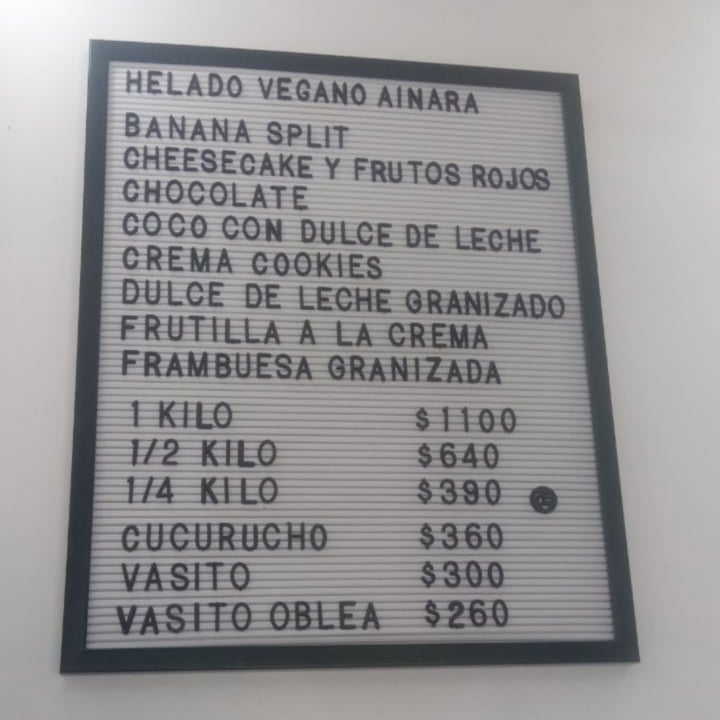 HELADO VEGANO AINARA
BANANA SPLIT
CHEESECAKE Y FRUTOS ROJOS
CHOCOLATE
COCO CON DULCE DE LECHE
CREMA COOKIES
DULCE DE LECHE GRANIZADO
FRUTILLA A LA CREMA
FRAMBUESA GRANIZADA
1 KILO $1100
1/2 KILO $640
1/4 KILO $390
CUCURUCHO $360
VASITO $300
VASITO OBLEA $260